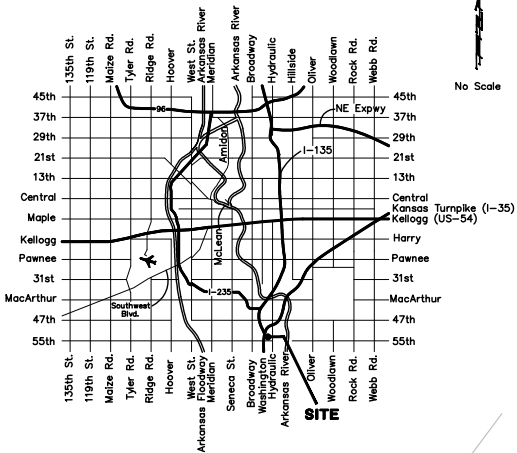 135th St.
119th St.
Maize Rd.
Tyler Rd.
Ridge Rd.
Hoover
West St.
Arkansas River
Meridian
Arkansas River
Broadway
Hydraulic
Hillside
Oliver
Woodlawn
Rock Rd.
Webb Rd.
No Scale
45th
37th
29th
21st
13th
Central
Maple
Kellogg
Pawnee
31st
MacArthur
47th
55th
96
NE Expwy
Amidon
I-135
McLean
Southwest
Blvd.
I-235
45th
37th
29th
21st
13th
Central
Kansas Turnpike (I-35)
Kellogg (US-54)
Harry
Pawnee
31st
MacArthur
47th
55th
135th St.
119th St.
Maize Rd.
Tyler Rd.
Ridge Rd.
Hoover
West St.
Arkansas Floodway
Meridian
Seneca St.
Broadway
Washington
Hydraulic
Arkansas River
Oliver
Woodlawn
Rock Rd.
Webb Rd.
SITE